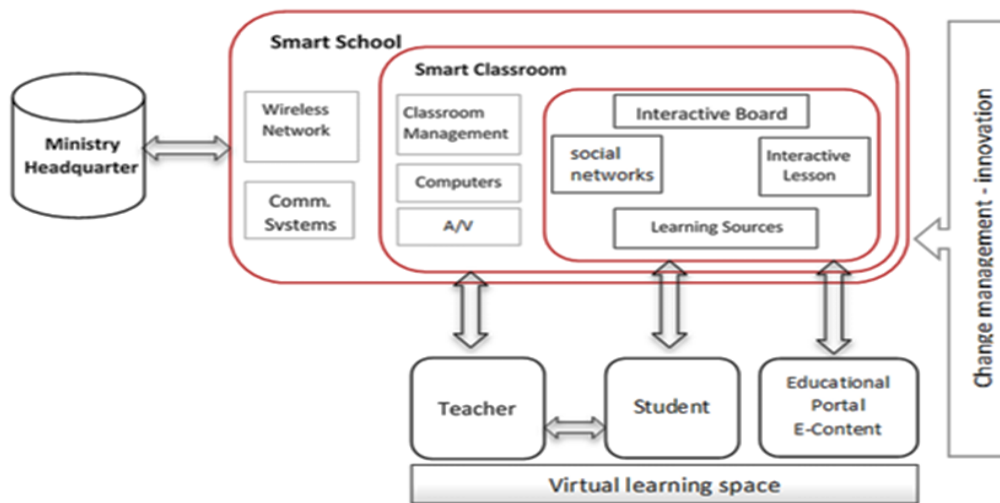 Smart School
Smart Classroom
Ministry
Headquarter
Wireless
Network
Comm.
Systems
Classroom
Management
Computers
A/V
Interactive Board
social
networks
Interactive
Lesson
Learning Sources
Change management - innovation
Teacher
Student
Educational
Portal
E-Content
Virtual learning space